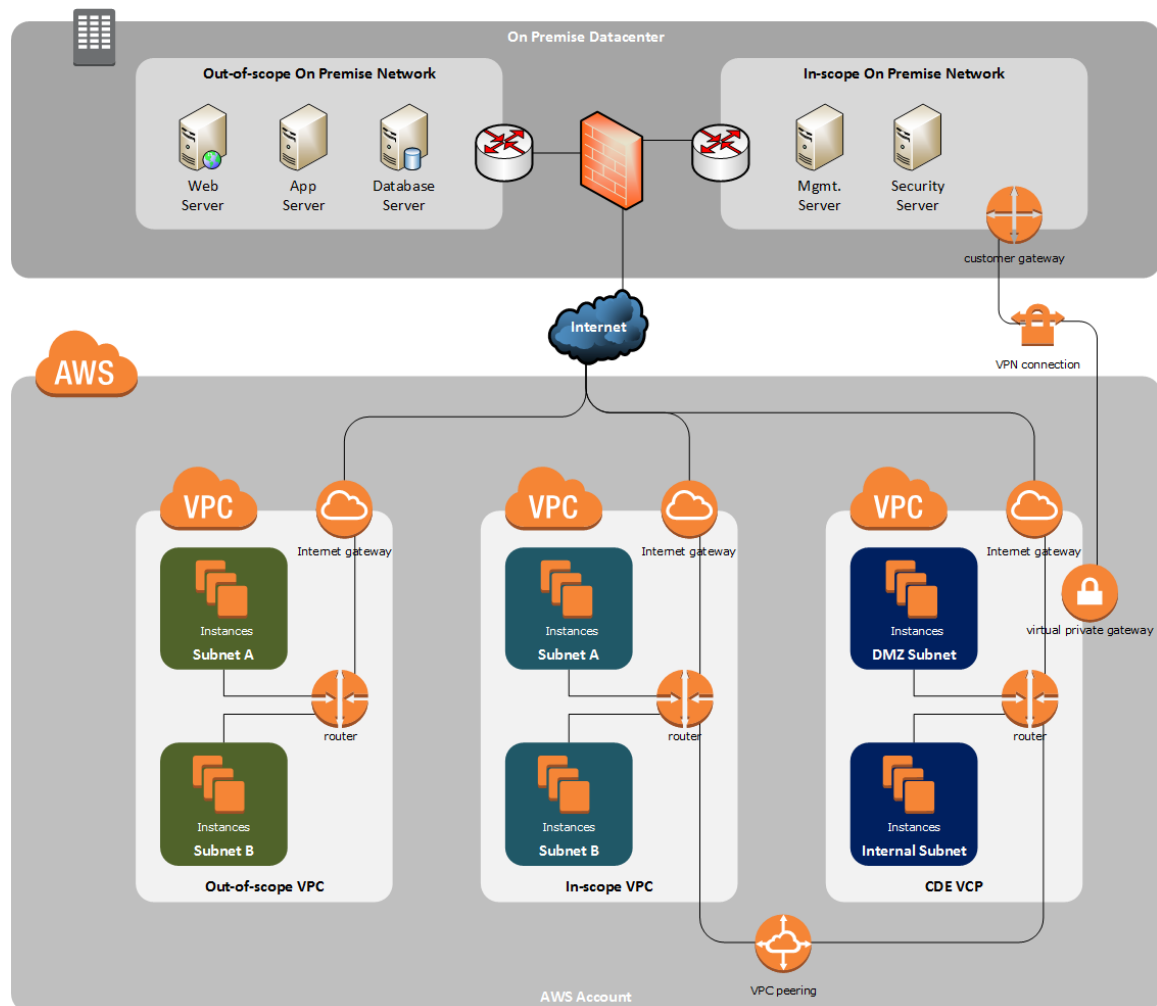 On Premise Datacenter
Out-of-scope On Premise Network
In-scope On Premise Network
Web
Server
App
Server
Database
Server
Mgmt.
Server
Security
Server
customer gateway
Internet
VPN connection
AWS
VPC
VPC
VPC
Internet gateway
Internet gateway
Internet gateway
Instances
Subnet A
Instances
Subnet A
Instances
DMZ Subnet
virtual private gateway
router
router
router
Instances
Subnet B
Instances
Subnet B
Instances
Internal Subnet
Out-of-scope VPC
In-scope VPC
CDE VCP
VPC peering
AWS Account